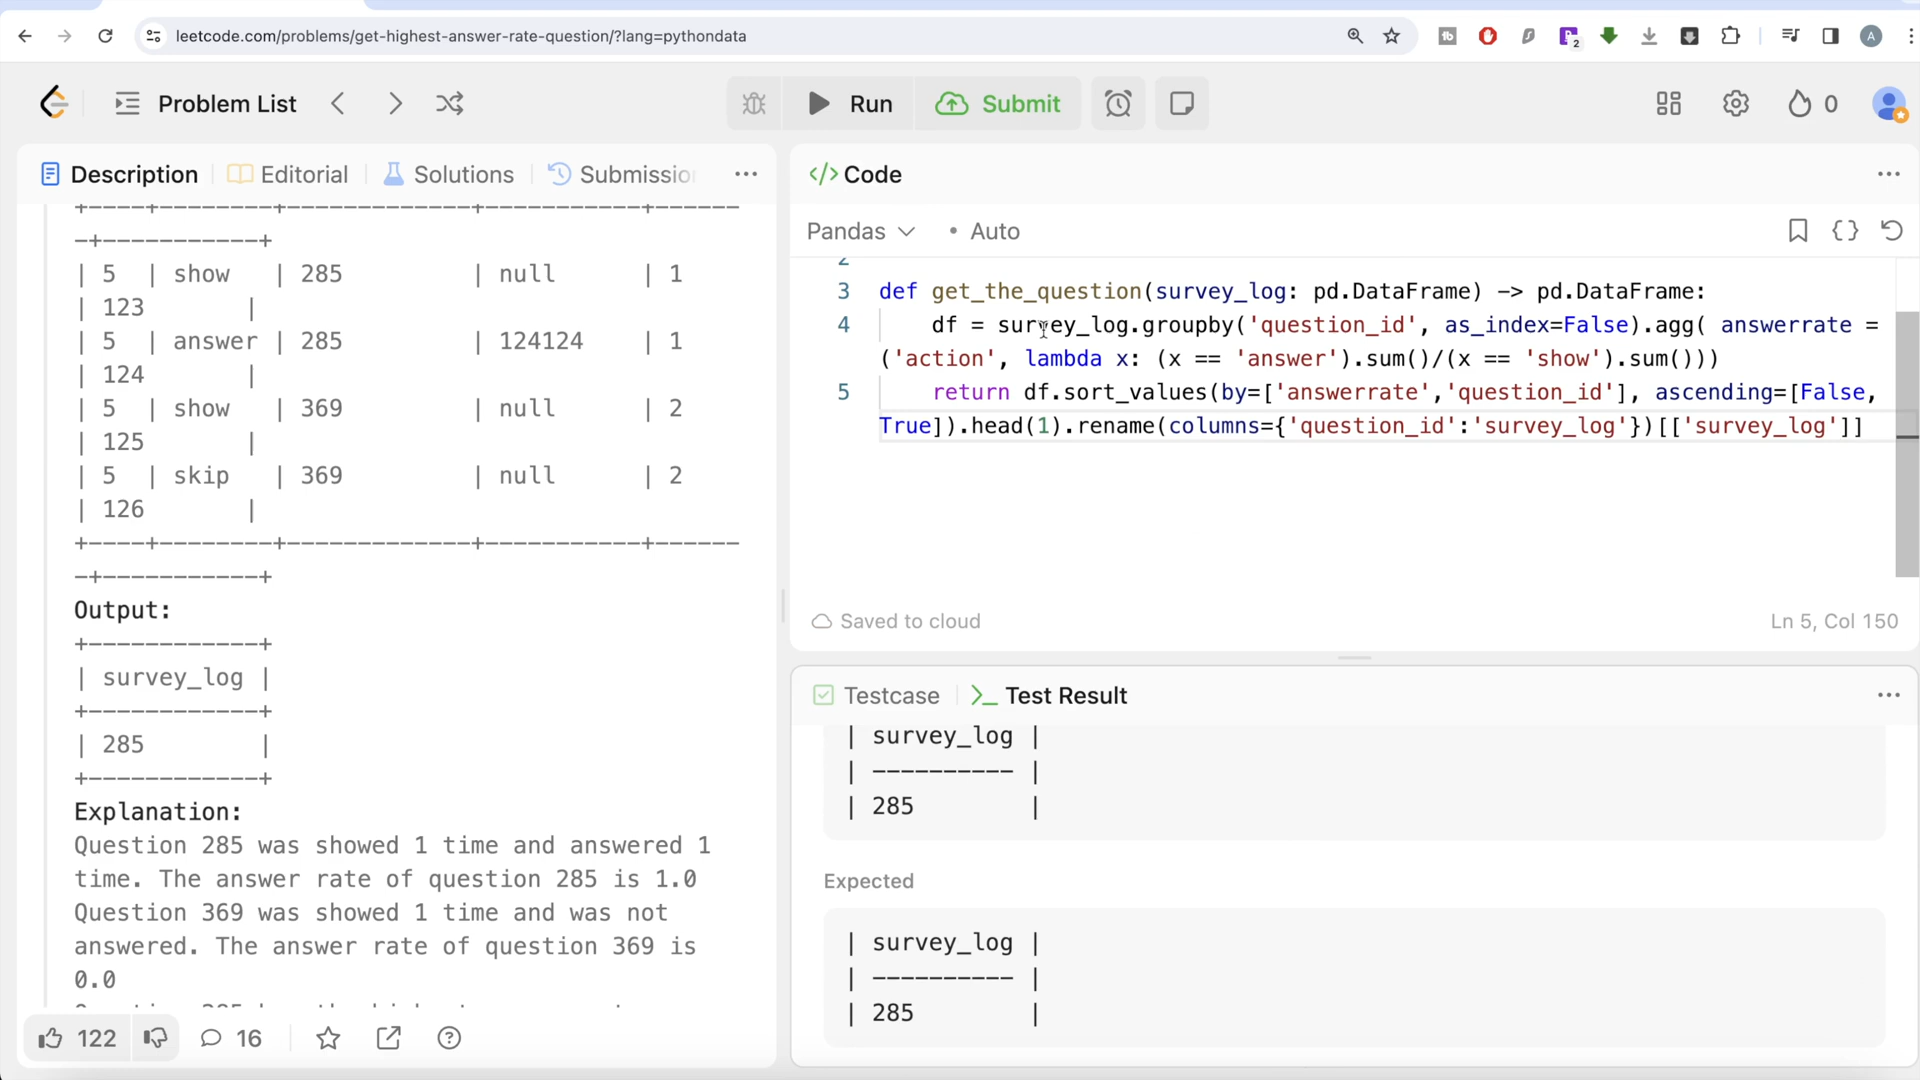 leetcode.com/problems/get-highest-answer-rate-question/?lang=pythondata
2
A
Problem List
Run
Submit
0
Description
Editorial
Solutions
Submissio
...
+----+--------+-------------+-----------+------
-+-----------+
| 5 | show | 285 | null | 1
| 123 |
| 5 | answer | 285 | 124124 | 1
| 124 |
| 5 | show | 369 | null | 2
| 125 |
| 5 | skip | 369 | null | 2
| 126 |
+----+--------+-------------+-----------+------
-+-----------+
Output:
+------------+
| survey_log |
+------------+
| 285 |
+------------+
Explanation:
Question 285 was showed 1 time and answered 1
time. The answer rate of question 285 is 1.0
Question 369 was showed 1 time and was not
answered. The answer rate of question 369 is
0.0
122
16
</> Code
...
Pandas
• Auto
2
3 def get_the_question(survey_log: pd.DataFrame) -> pd.DataFrame:
4 df = survey_log.groupby('question_id', as_index=False).agg( answerrate =
('action', lambda x: (x == 'answer').sum()/(x == 'show').sum()))
5 return df.sort_values(by=['answerrate','question_id'], ascending=[False,
True]).head(1).rename(columns={'question_id':'survey_log'})[['survey_log']]
Saved to cloud
Ln 5, Col 150
Testcase
>_ Test Result
...
| survey_log |
| ---------- |
| 285 |
Expected
| survey_log |
| ---------- |
| 285 |